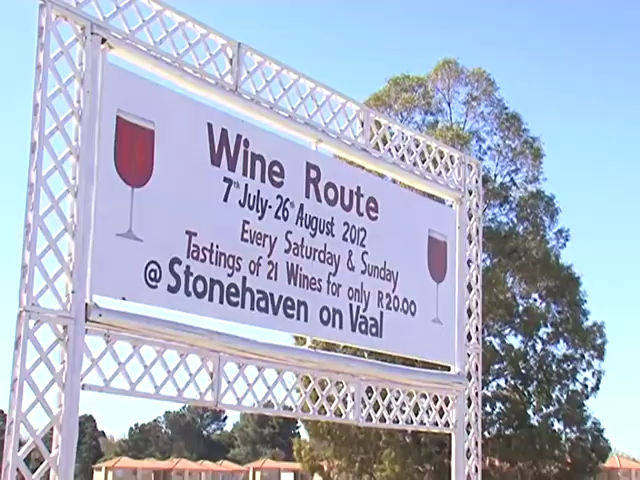 Wine Route
7th July - 26th August 2012
Every Saturday & Sunday
Tastings of 21 Wines for only R20.00
@ Stonehaven on Vaal